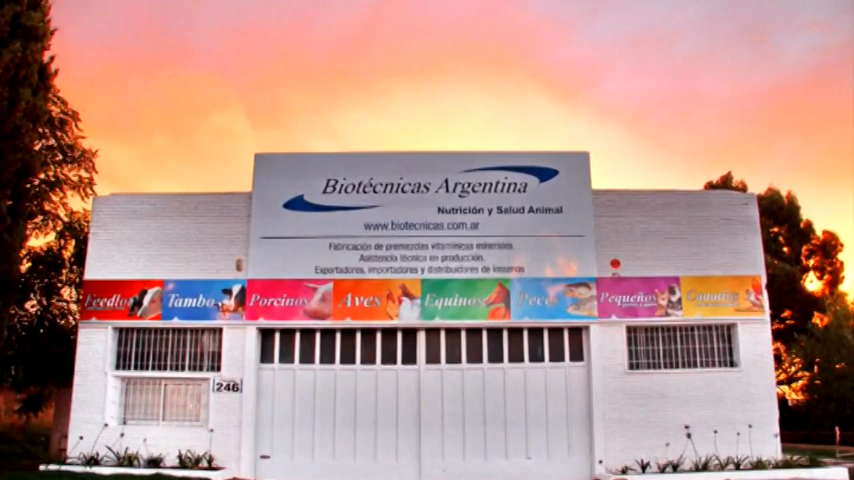 Biotécnicas Argentina
Nutrición y Salud Animal
www.biotecnicas.com.ar
Fabricación de premezclas vitamínicas minerales.
Asistencia técnica en producción.
Exportadores, importadores y distribuidores de insumos
Feedlot Tambo Porcinos Aves Equinos Peces Pequeños
246